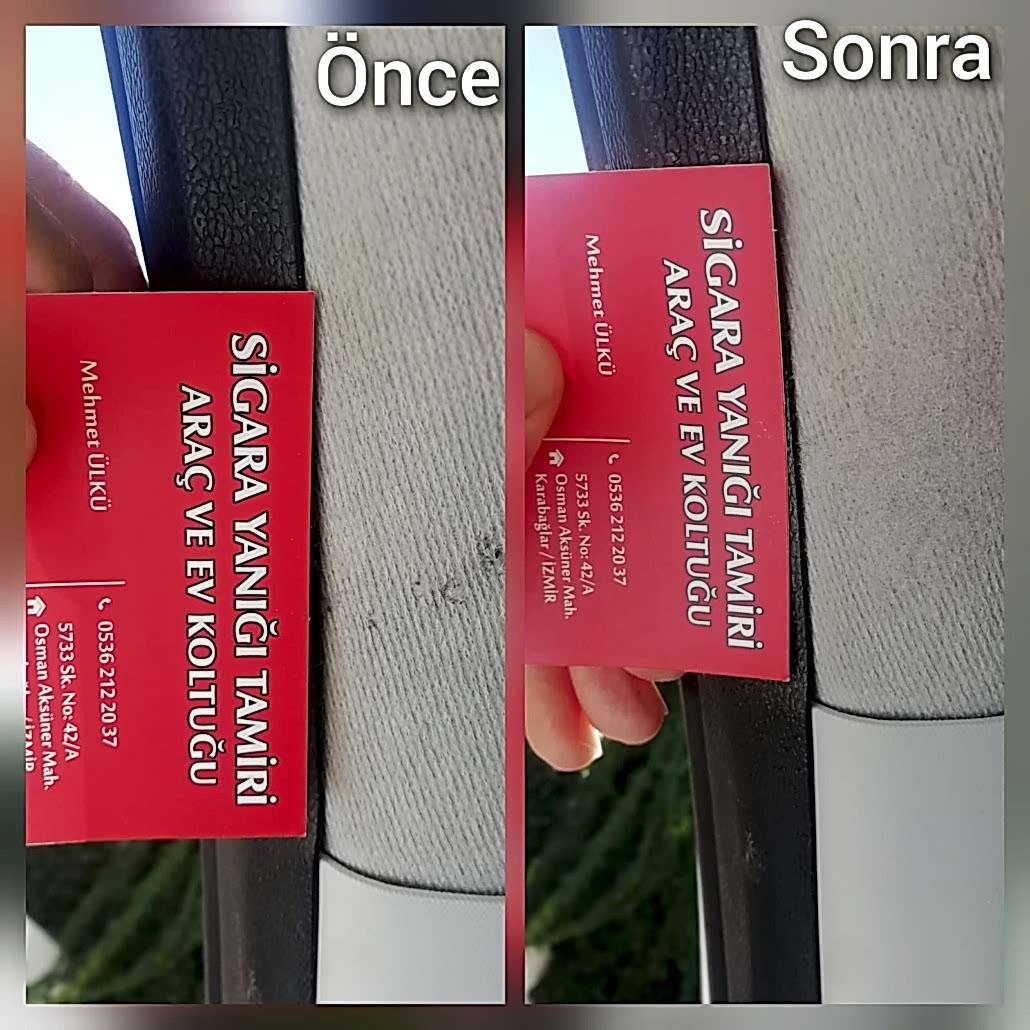 Önce
SİGARA YANIĞI TAMİRİ
ARAÇ VE EV KOLTUĞU
Mehmet ÜLKÜ
0536 212 20 37
5733 Sk. No: 42/A
Osman Aksüner Mah.
Sonra
SİGARA YANIĞI TAMİRİ
ARAÇ VE EV KOLTUĞU
Mehmet ÜLKÜ
0536 212 20 37
5733 Sk. No: 42/A
Osman Aksüner Mah.
Karabağlar / İZMİR